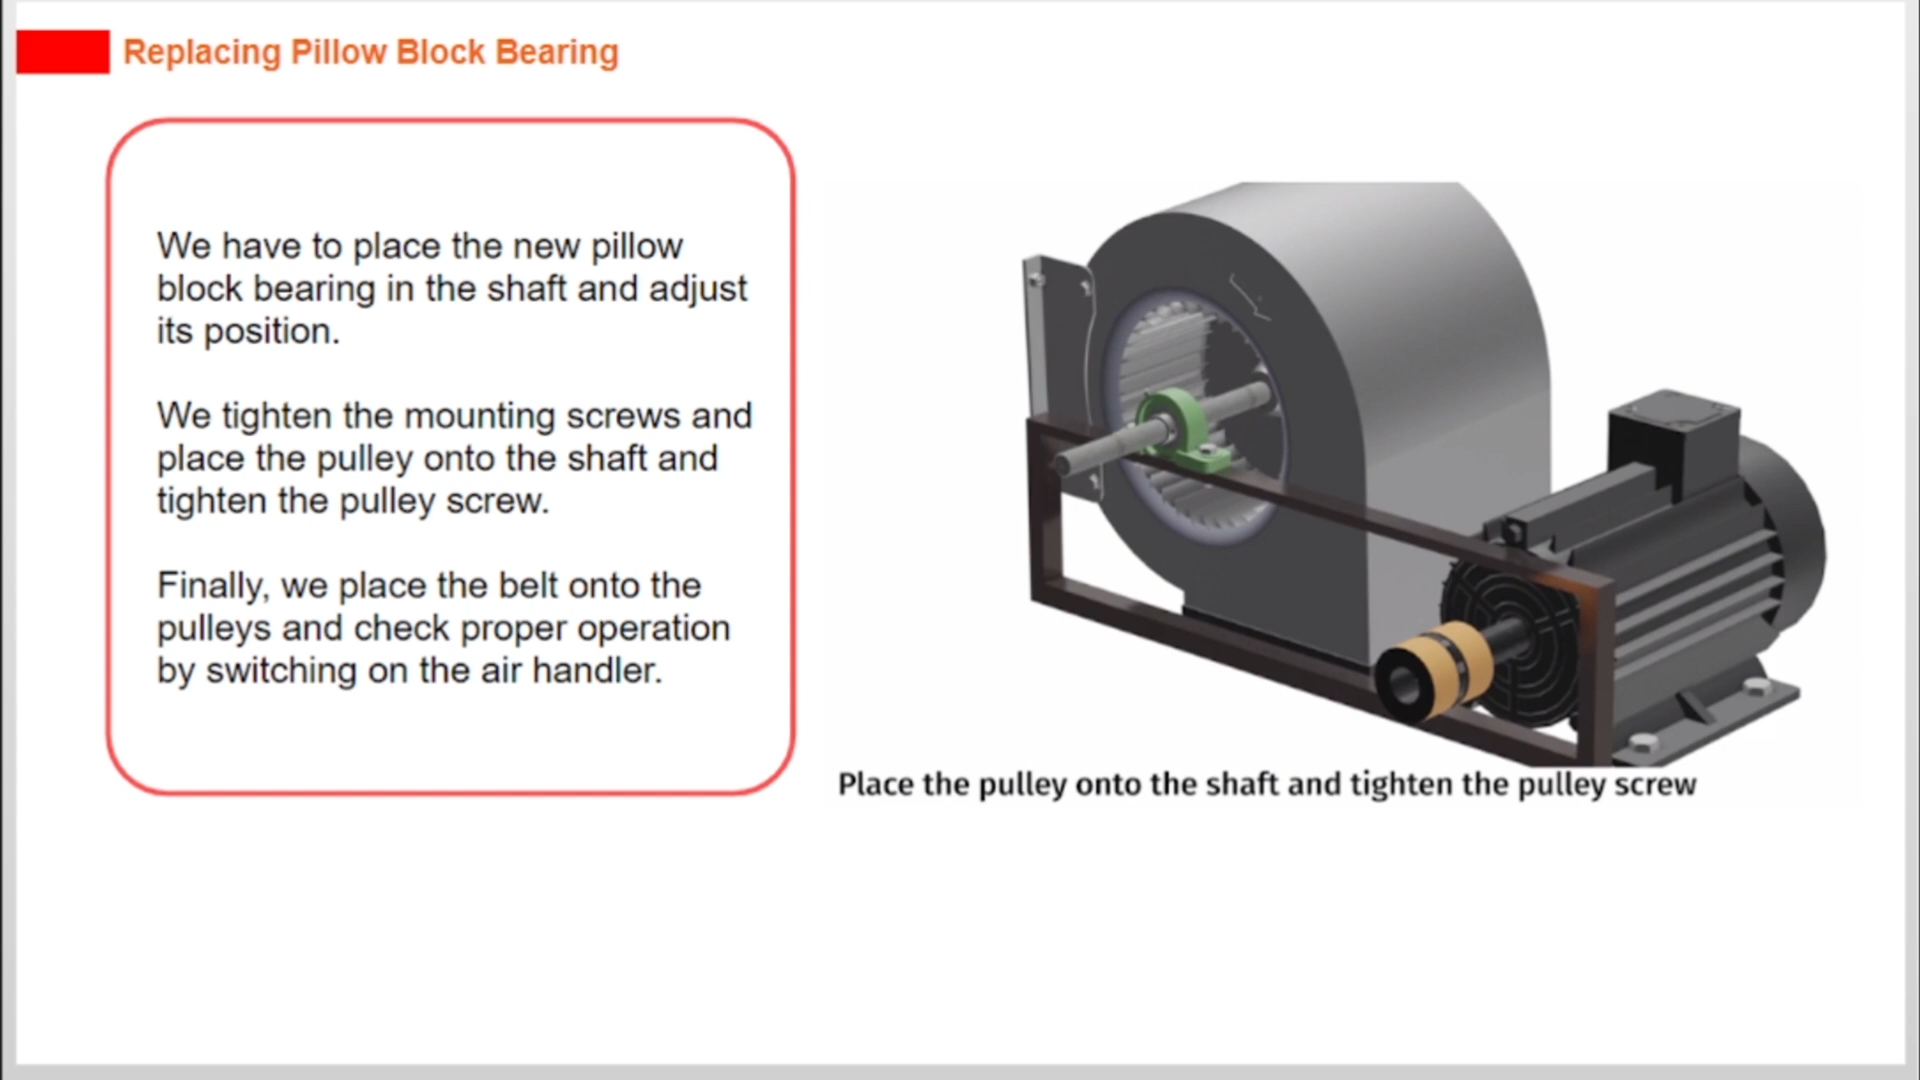 Replacing Pillow Block Bearing
We have to place the new pillow
block bearing in the shaft and adjust
its position.
We tighten the mounting screws and
place the pulley onto the shaft and
tighten the pulley screw.
Finally, we place the belt onto the
pulleys and check proper operation
by switching on the air handler.
Place the pulley onto the shaft and tighten the pulley screw